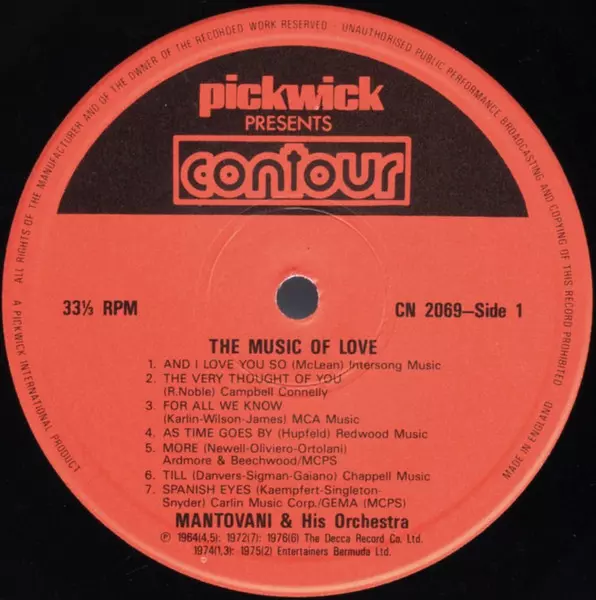 ALL RIGHTS OF THE MANUFACTURER AND OF THE OWNER OF THE RECORDED WORK RESERVED - UNAUTHORISED PUBLIC PERFORMANCE BROADCASTING AND COPYING OF THIS RECORD PROHIBITED
pickwick
PRESENTS
contour
33⅓ RPM
CN 2069–Side 1
THE MUSIC OF LOVE
1. AND I LOVE YOU SO (McLean) Intersong Music
2. THE VERY THOUGHT OF YOU
(R.Noble) Campbell Connelly
3. FOR ALL WE KNOW
(Karlin-Wilson-James) MCA Music
4. AS TIME GOES BY (Hupfeld) Redwood Music
5. MORE (Newell-Oliviero-Ortolani)
Ardmore & Beechwood/MCPS
6. TILL (Danvers-Sigman-Gaiano) Chappell Music
7. SPANISH EYES (Kaempfert-Singleton-
Snyder) Carlin Music Corp./GEMA (MCPS)
MANTOVANI & His Orchestra
℗ 1964(4,5): 1972(7): 1976(6) The Decca Record Co. Ltd.
1974(1,3): 1975(2) Entertainers Bermuda Ltd.
A PICKWICK INTERNATIONAL PRODUCT
MADE IN ENGLAND